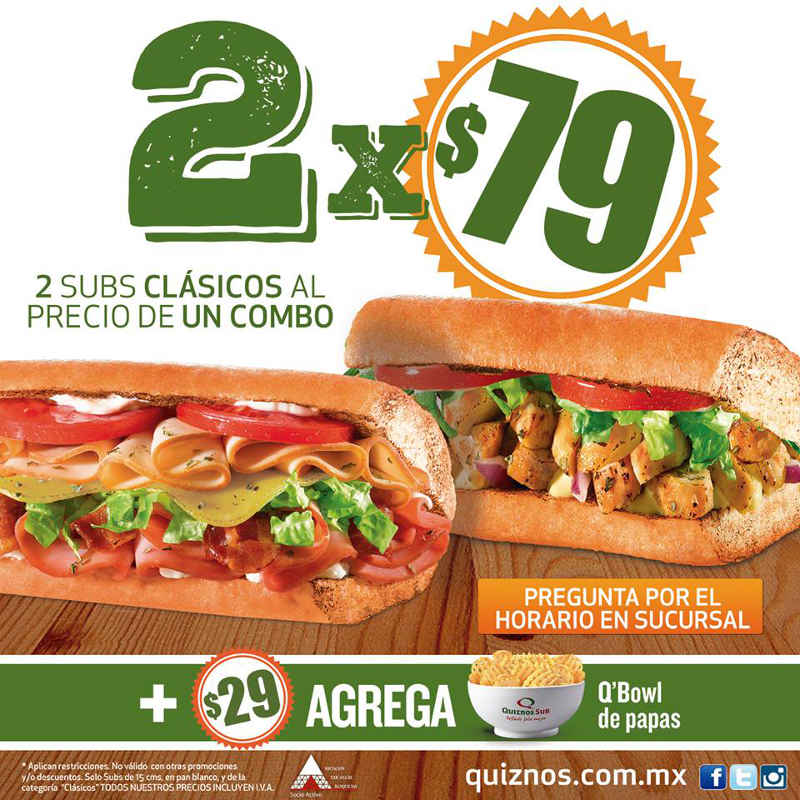 2 x $79
2 SUBS CLÁSICOS AL
PRECIO DE UN COMBO
PREGUNTA POR EL
HORARIO EN SUCURSAL
+ $29 AGREGA
QUIZNOS SUB
Q'Bowl
de papas
* Aplican restricciones. No válido con otras promociones
y/o descuentos. Solo Subs de 15 cms, en pan blanco, y de la
categoría "Clásicos" TODOS NUESTROS PRECIOS INCLUYEN I.V.A.
Socio Activo
quiznos.com.mx